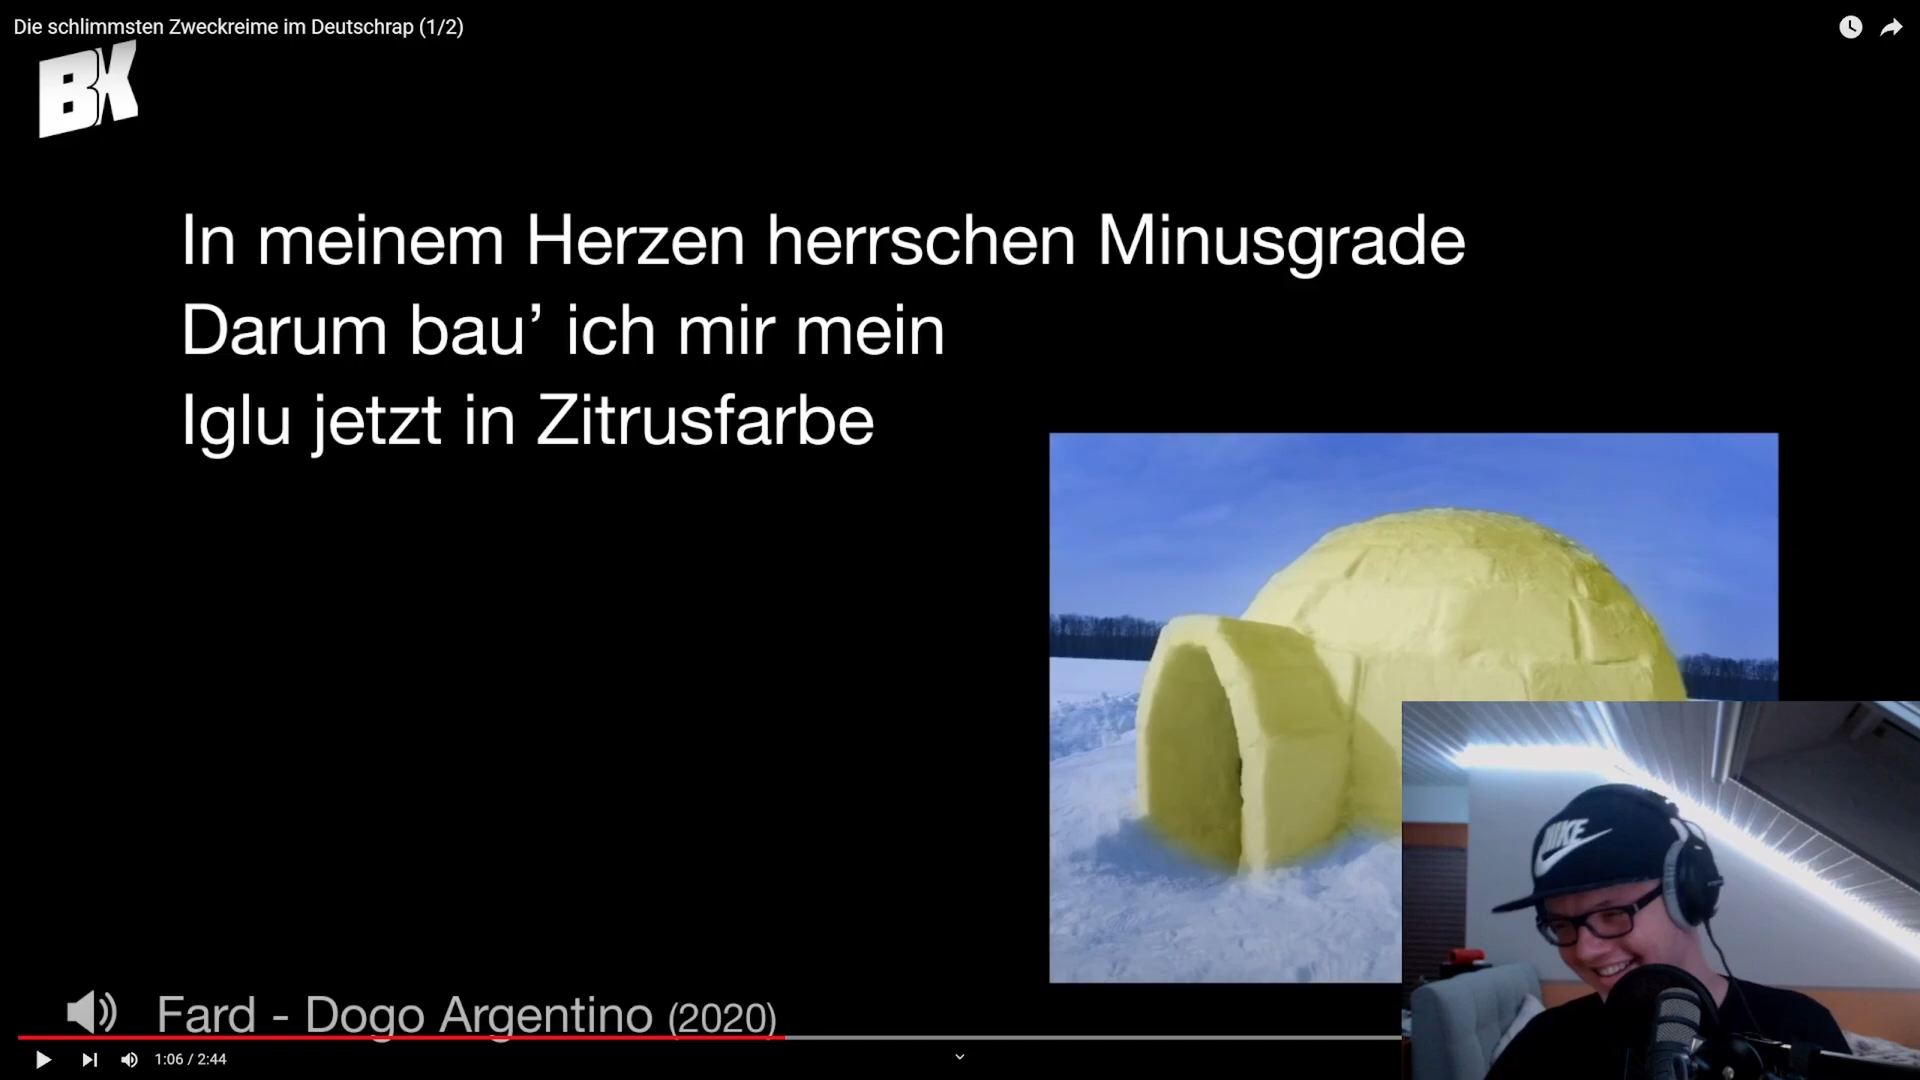 Die schlimmsten Zweckreime im Deutschrap (1/2)
BK
In meinem Herzen herrschen Minusgrade
Darum bau’ ich mir mein
Iglu jetzt in Zitrusfarbe
NIKE
Fard - Dogo Argentino (2020)
1:06 / 2:44